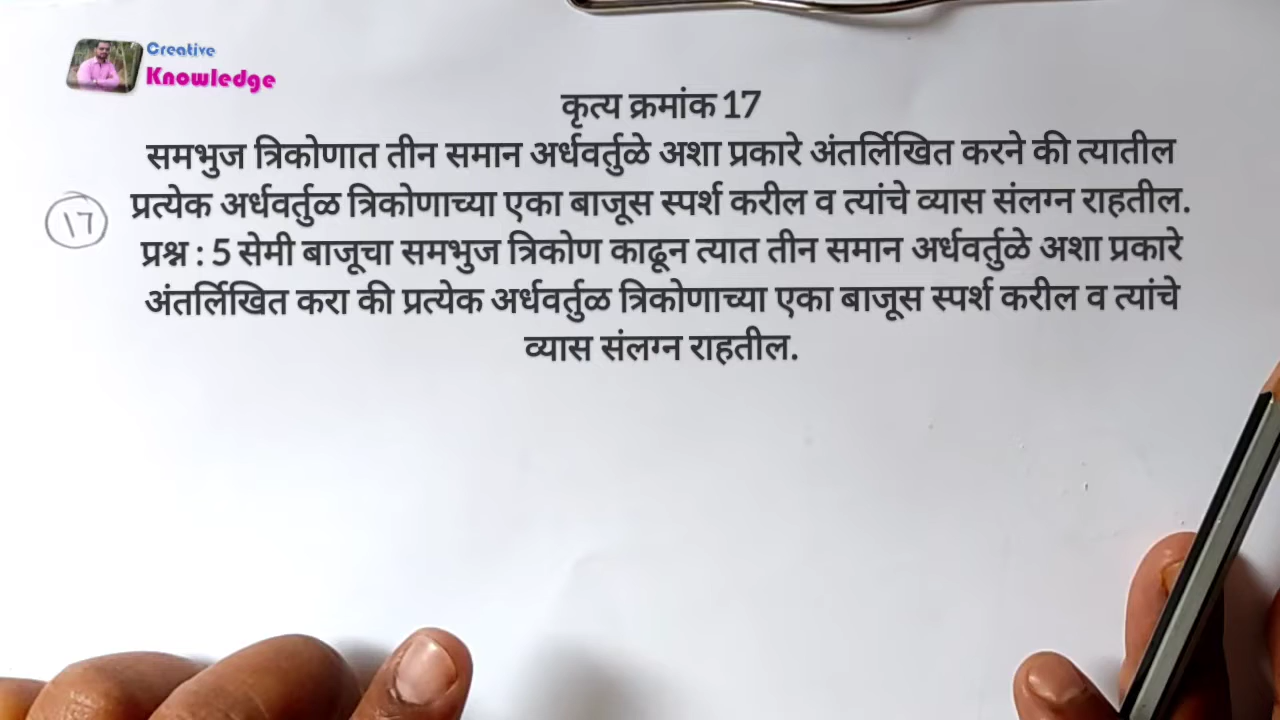 Creative
Knowledge
कृत्य क्रमांक 17
समभुज त्रिकोणात तीन समान अर्धवर्तुळे अशा प्रकारे अंतर्लिखित करने की त्यातील
प्रत्येक अर्धवर्तुळ त्रिकोणाच्या एका बाजूस स्पर्श करील व त्यांचे व्यास संलग्न राहतील.
१७
प्रश्न : 5 सेमी बाजूचा समभुज त्रिकोण काढून त्यात तीन समान अर्धवर्तुळे अशा प्रकारे
अंतर्लिखित करा की प्रत्येक अर्धवर्तुळ त्रिकोणाच्या एका बाजूस स्पर्श करील व त्यांचे
व्यास संलग्न राहतील.